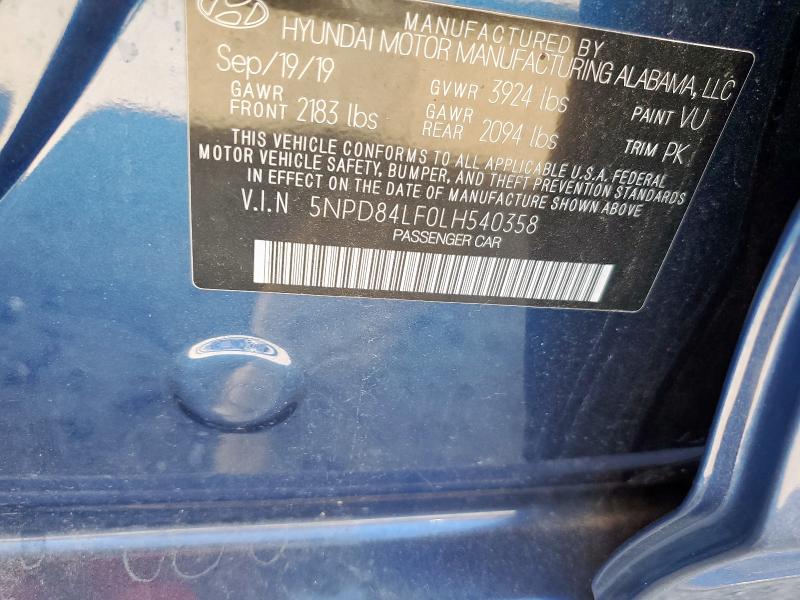 MANUFACTURED BY
HYUNDAI MOTOR MANUFACTURING ALABAMA, LLC
Sep/19/19 GVWR 3924 lbs PAINT VU
GAWR FRONT 2183 lbs GAWR REAR 2094 lbs TRIM PK
THIS VEHICLE CONFORMS TO ALL APPLICABLE U.S.A. FEDERAL
MOTOR VEHICLE SAFETY, BUMPER, AND THEFT PREVENTION STANDARDS
IN EFFECT ON THE DATE OF MANUFACTURE SHOWN ABOVE
V.I.N 5NPD84LF0LH540358
PASSENGER CAR